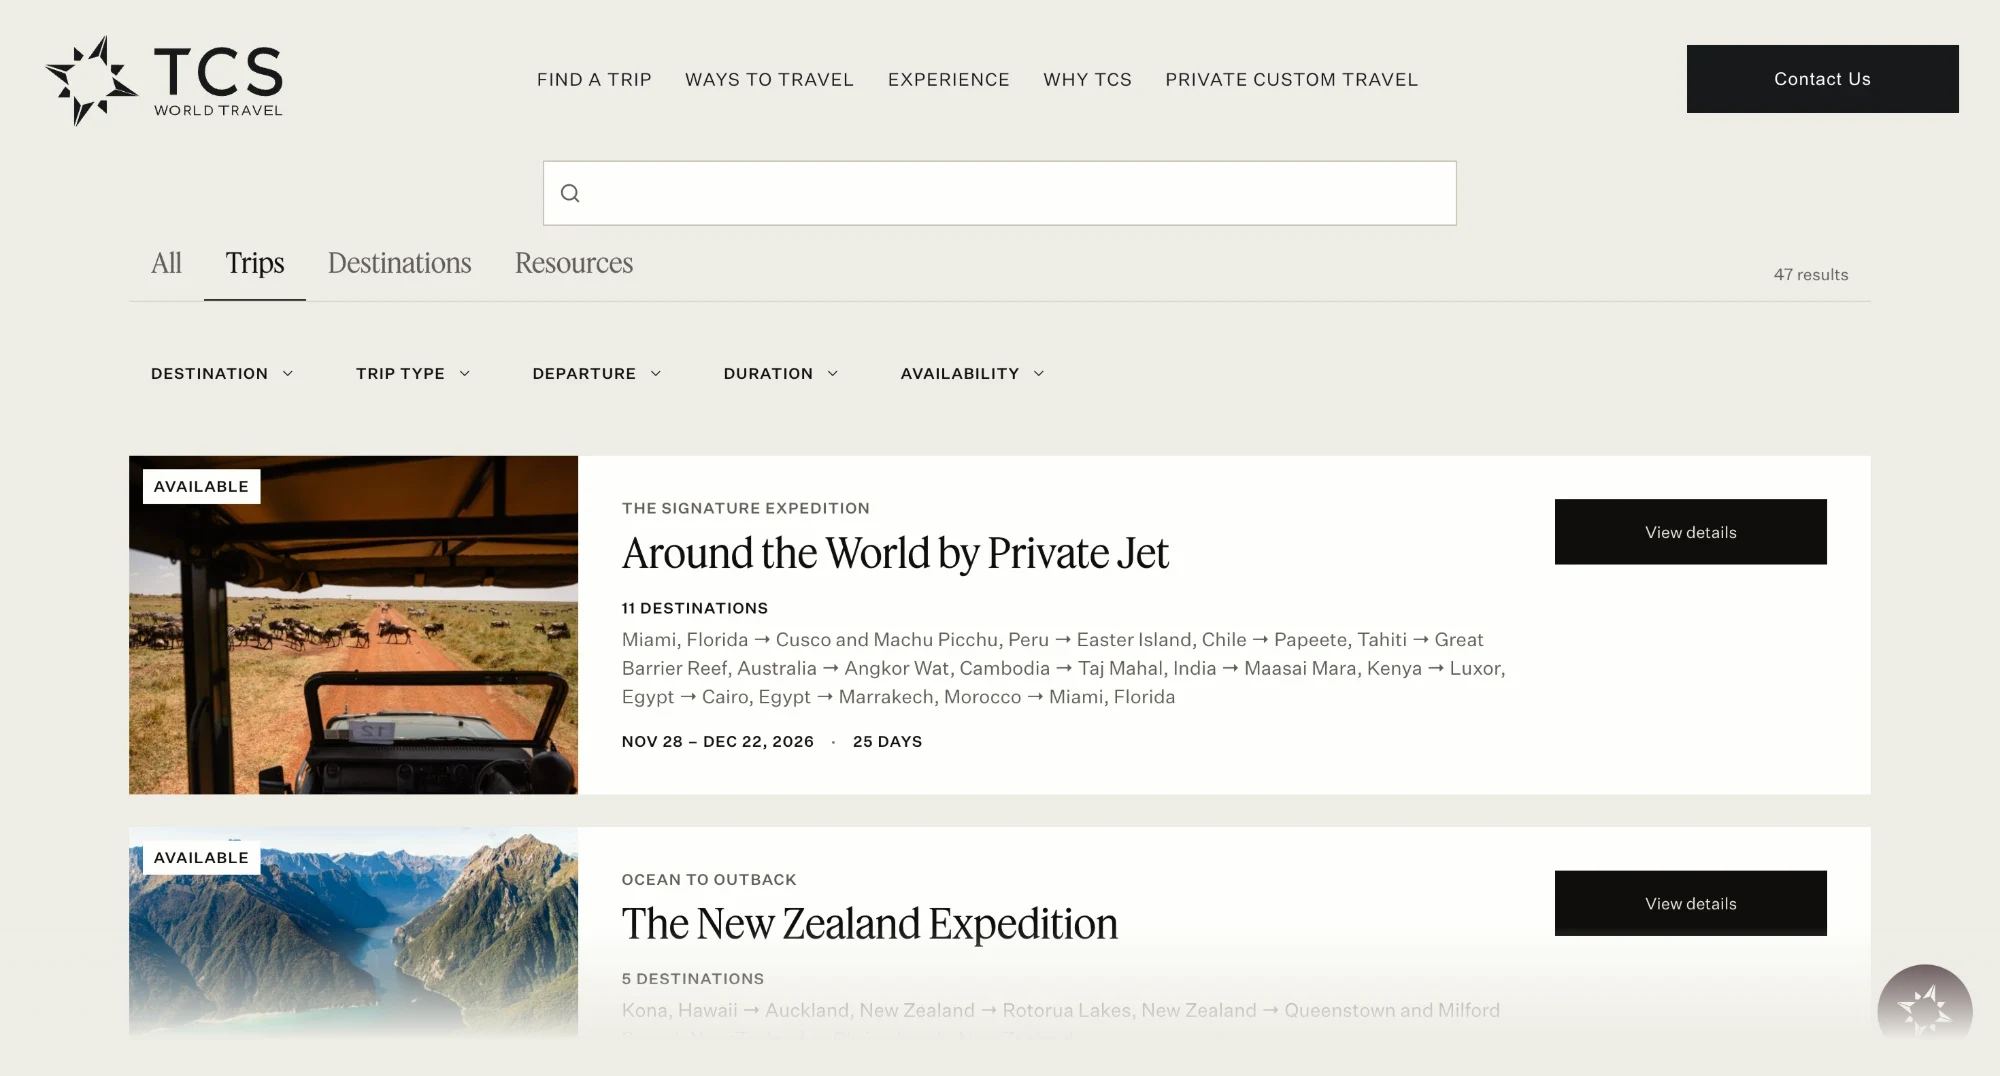 TCS
WORLD TRAVEL
FIND A TRIP
WAYS TO TRAVEL
EXPERIENCE
WHY TCS
PRIVATE CUSTOM TRAVEL
Contact Us
All
Trips
Destinations
Resources
47 results
DESTINATION
TRIP TYPE
DEPARTURE
DURATION
AVAILABILITY
AVAILABLE
THE SIGNATURE EXPEDITION
Around the World by Private Jet
11 DESTINATIONS
Miami, Florida → Cusco and Machu Picchu, Peru → Easter Island, Chile → Papeete, Tahiti → Great
Barrier Reef, Australia → Angkor Wat, Cambodia → Taj Mahal, India → Maasai Mara, Kenya → Luxor,
Egypt → Cairo, Egypt → Marrakech, Morocco → Miami, Florida
NOV 28 – DEC 22, 2026 · 25 DAYS
View details
AVAILABLE
OCEAN TO OUTBACK
The New Zealand Expedition
5 DESTINATIONS
Kona, Hawaii → Auckland, New Zealand → Rotorua Lakes, New Zealand → Queenstown and Milford
View details